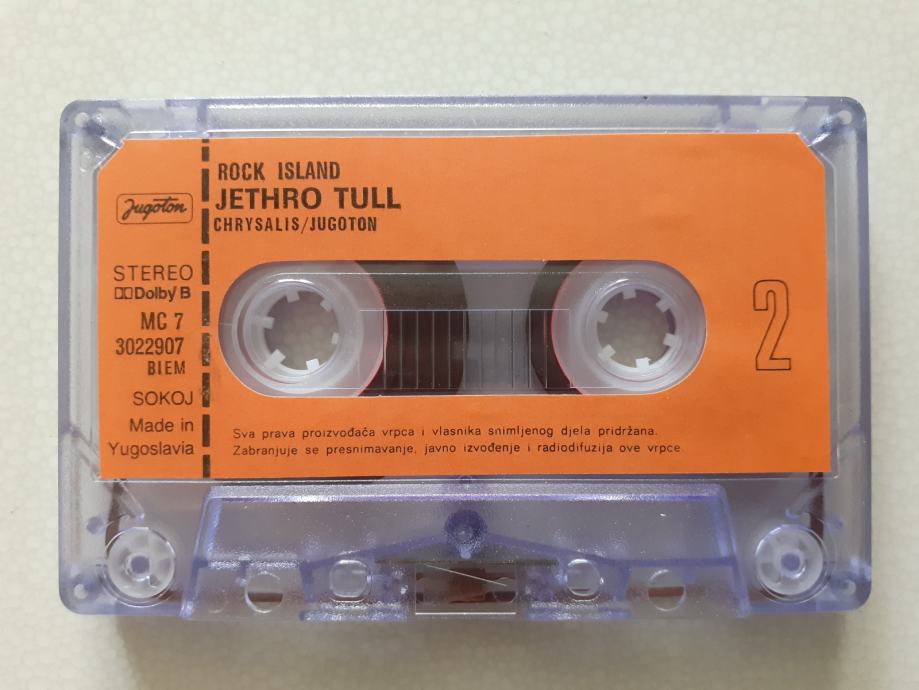 ROCK ISLAND
JETHRO TULL
CHRYSALIS/JUGOTON
Jugoton
STEREO
Dolby B
MC 7
3022907
BIEM
SOKOJ
Made in
Yugoslavia
2
Sva prava proizvođača vrpca i vlasnika snimljenog djela pridržana.
Zabranjuje se presnimavanje, javno izvođenje i radiodifuzija ove vrpce.